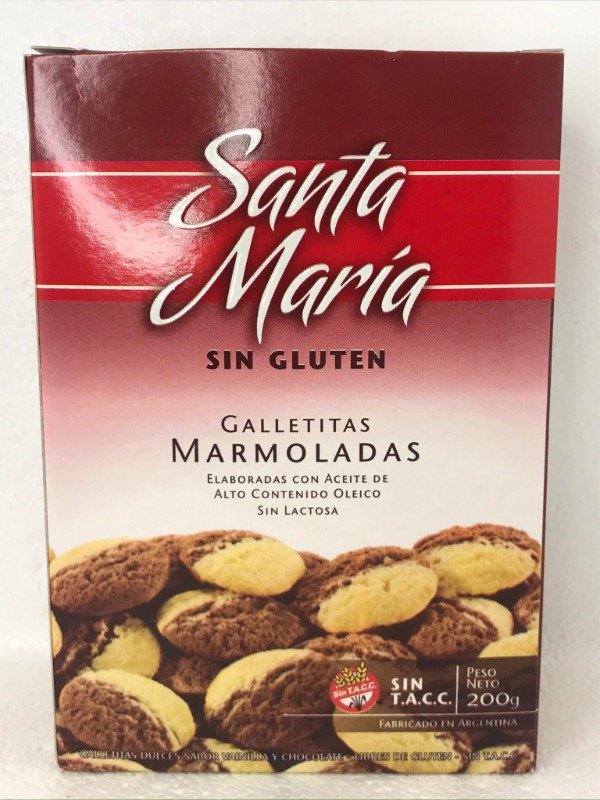 Santa
María
SIN GLUTEN
GALLETITAS
MARMOLADAS
ELABORADAS CON ACEITE DE
ALTO CONTENIDO OLEICO
SIN LACTOSA
Sin T.A.C.C.
SIN
T.A.C.C.
PESO
NETO
200g
FABRICADO EN ARGENTINA
GALLETITAS DULCES SABOR VAINILLA Y CHOCOLATE - LIBRES DE GLUTEN - SIN T.A.C.C.